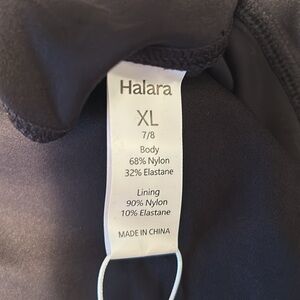 Halara
XL
7/8
Body
68% Nylon
32% Elastane
Lining
90% Nylon
10% Elastane
MADE IN CHINA